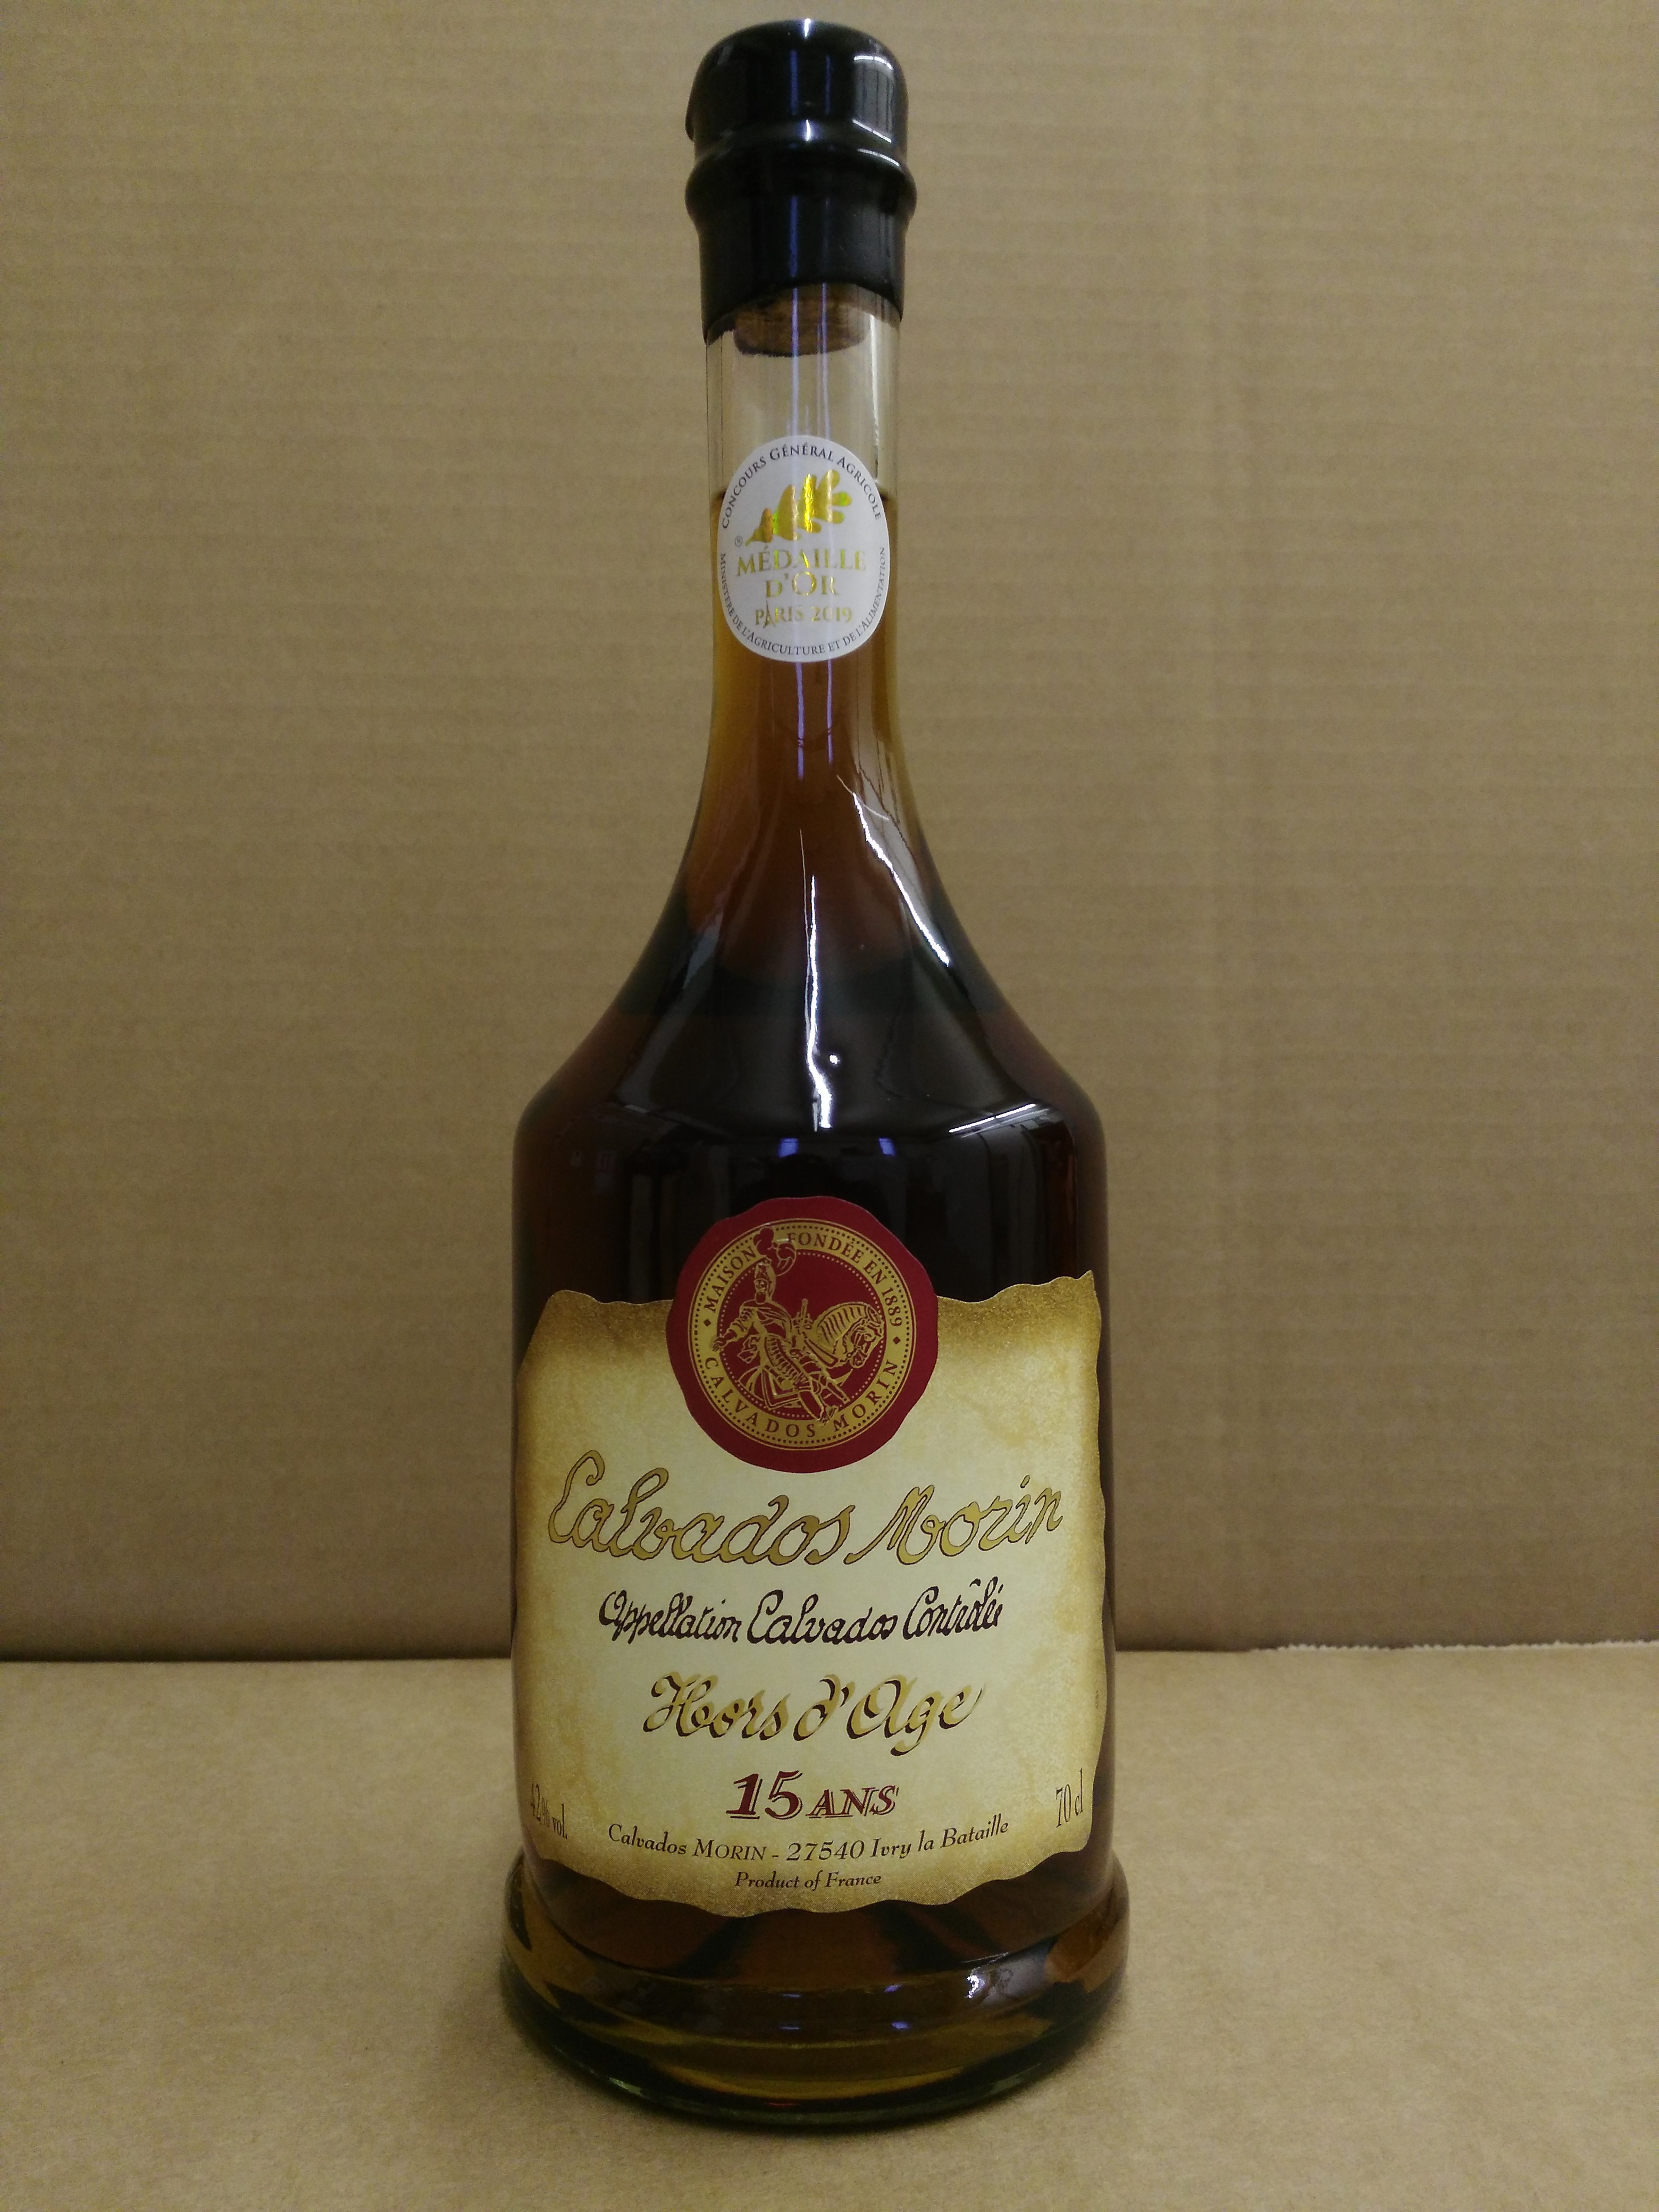 CONCOURS GÉNÉRAL AGRICOLE
®
MÉDAILLE
D'OR
PARIS 2019
MINISTÈRE DE L'AGRICULTURE ET DE L'ALIMENTATION
MAISON FONDÉE EN 1889
CALVADOS MORIN
Calvados Morin
Appellation Calvados Contrôlée
Hors d'Age
15 ANS
42% vol.
70 cl
Calvados MORIN - 27540 Ivry la Bataille
Product of France